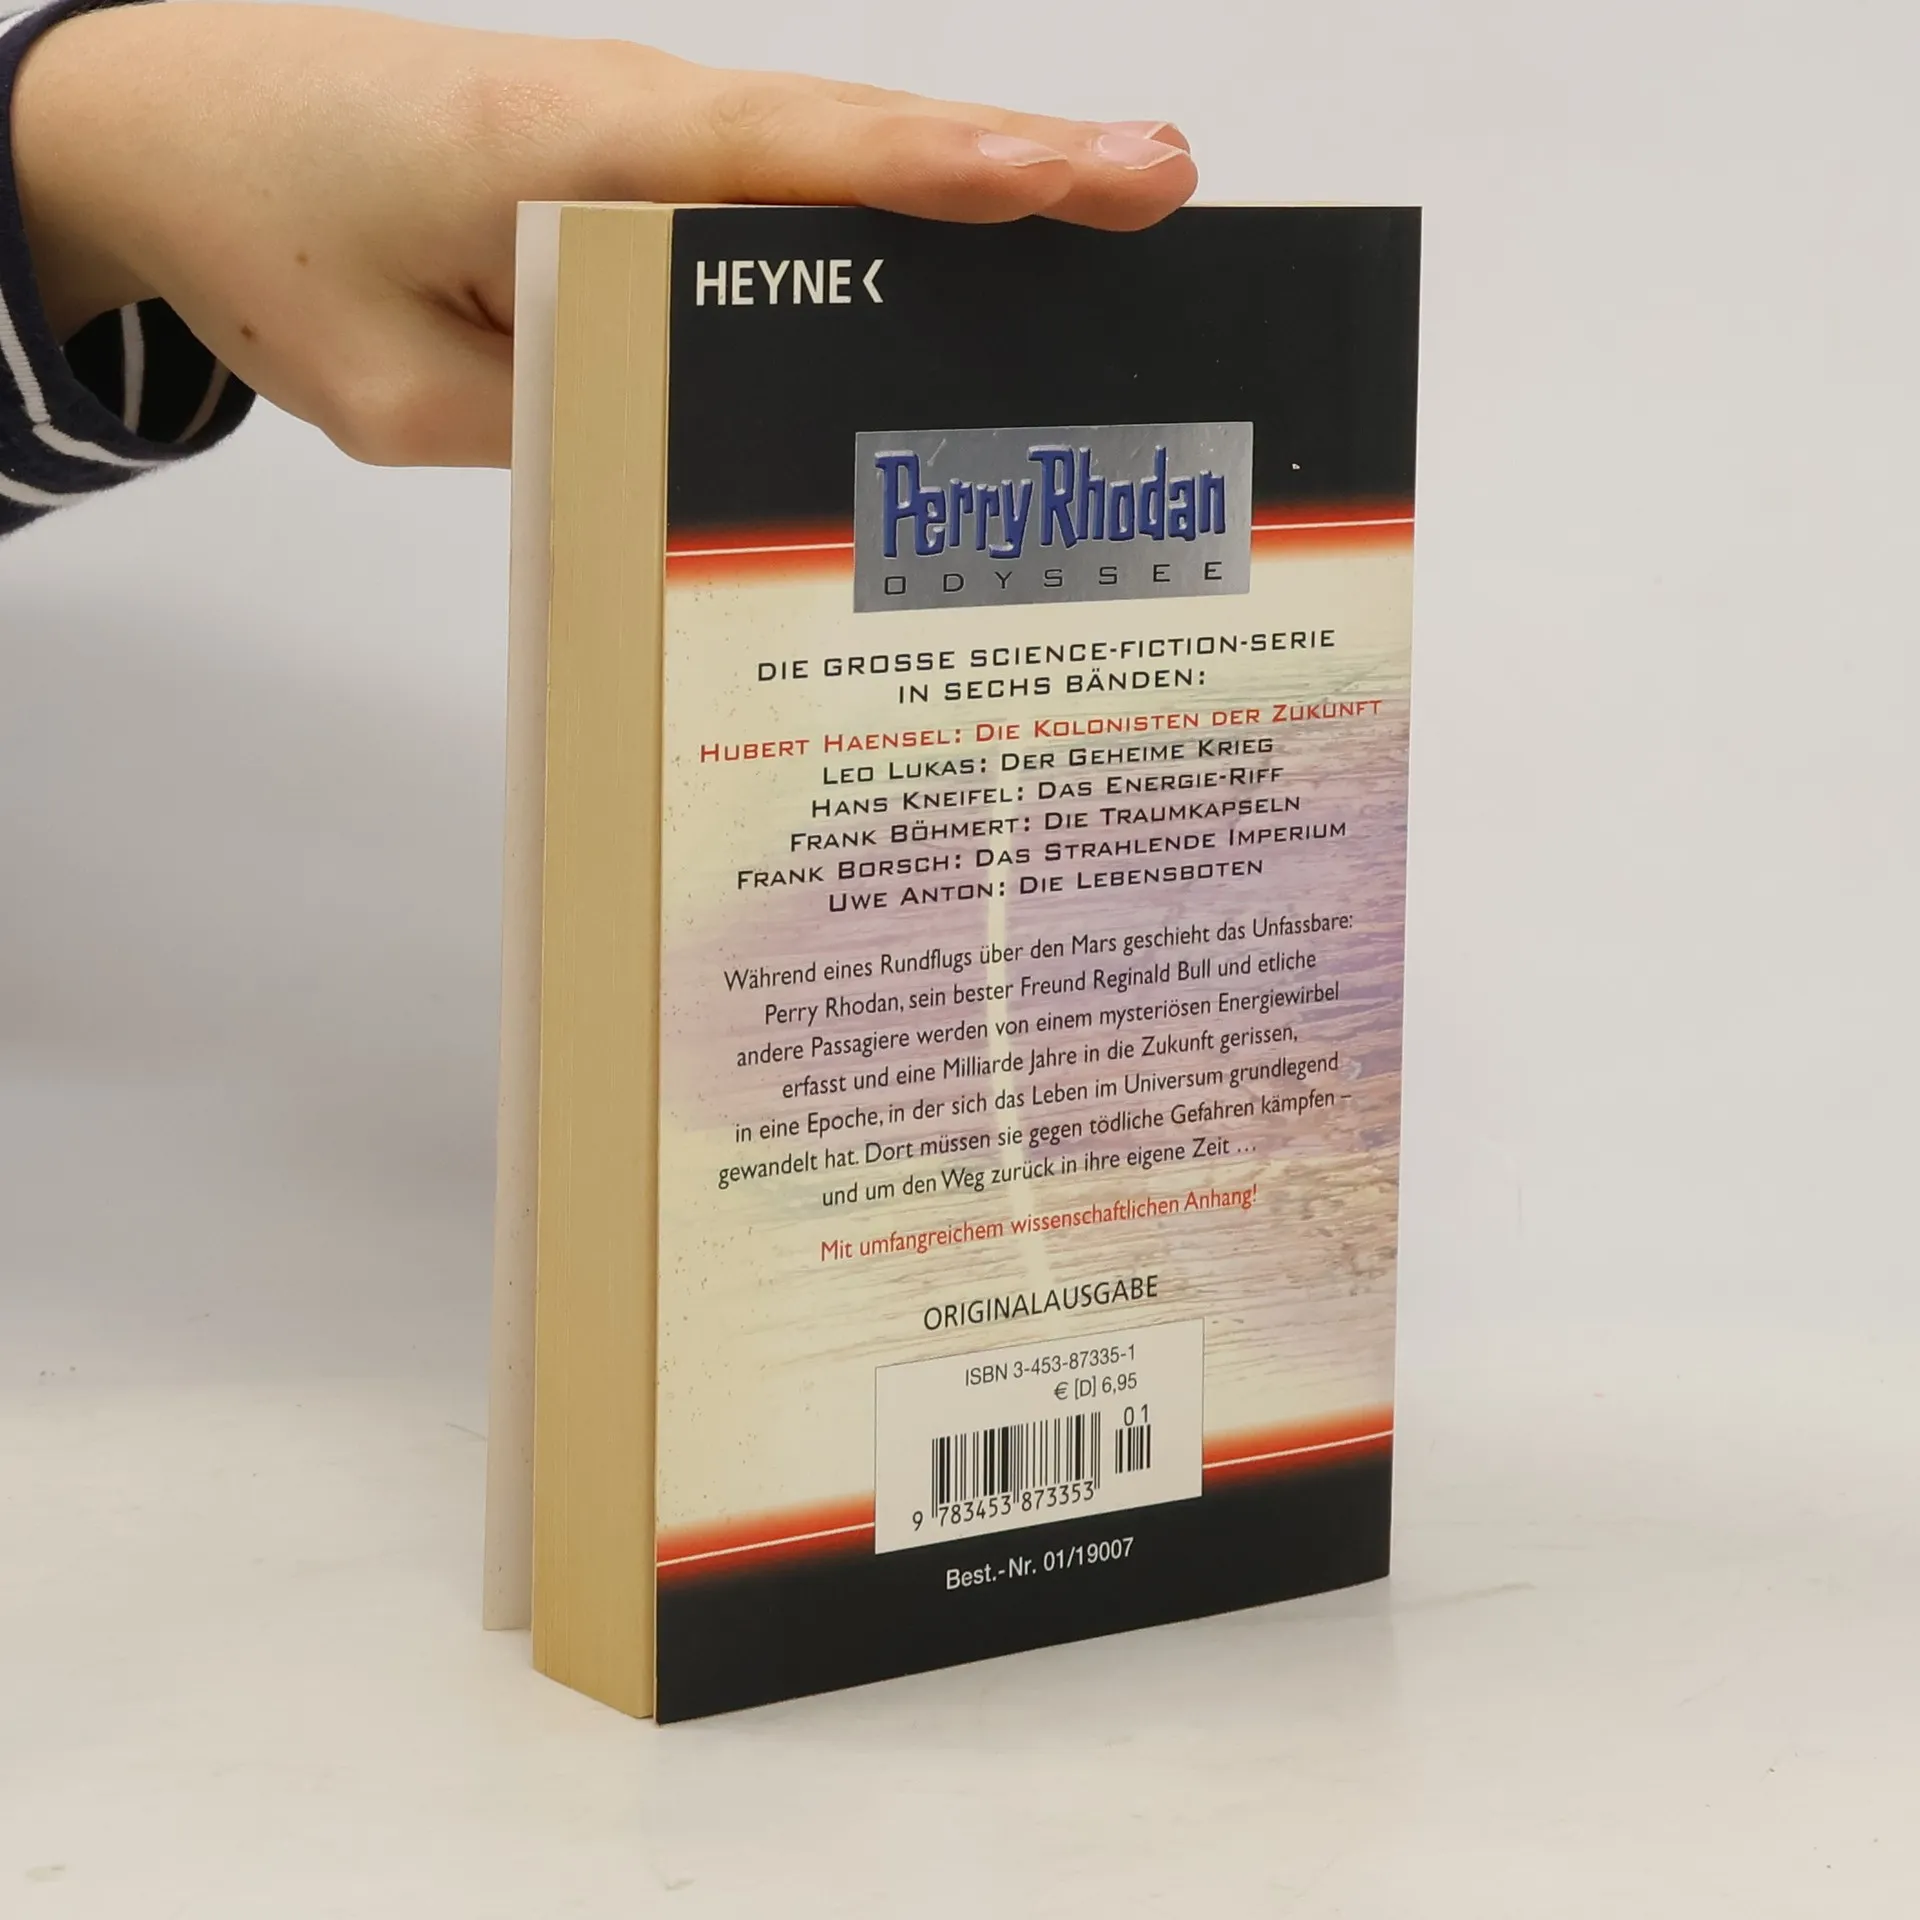 HEYNE<
Perry Rhodan
ODYSSEE
DIE GROSSE SCIENCE-FICTION-SERIE
IN SECHS BÄNDEN:
HUBERT HAENSEL: DIE KOLONISTEN DER ZUKUNFT
LEO LUKAS: DER GEHEIME KRIEG
HANS KNEIFEL: DAS ENERGIE-RIFF
FRANK BÖHMERT: DIE TRAUMKAPSELN
FRANK BORSCH: DAS STRAHLENDE IMPERIUM
UWE ANTON: DIE LEBENSBOTEN
Während eines Rundflugs über den Mars geschieht das Unfassbare:
Perry Rhodan, sein bester Freund Reginald Bull und etliche
andere Passagiere werden von einem mysteriösen Energiewirbel
erfasst und eine Milliarde Jahre in die Zukunft gerissen,
in eine Epoche, in der sich das Leben im Universum grundlegend
gewandelt hat. Dort müssen sie gegen tödliche Gefahren kämpfen –
und um den Weg zurück in ihre eigene Zeit ...
Mit umfangreichem wissenschaftlichen Anhang!
ORIGINALAUSGABE
ISBN 3-453-87335-1
€ [D] 6,95
01
9 783453 873353
Best.-Nr. 01/19007